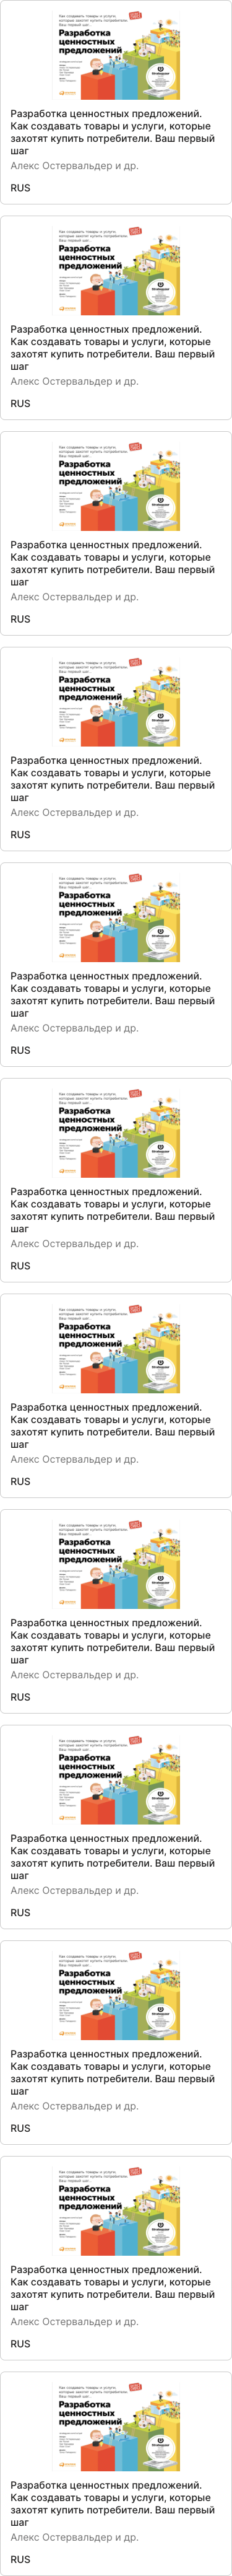 Как создавать товары и услуги,
которые захотят купить потребители.
Ваш первый шаг
Разработка
ценностных
предложений
Strategyzer
Разработка ценностных предложений.
Как создавать товары и услуги, которые
захотят купить потребители. Ваш первый
шаг
Алекс Остервальдер и др.
RUS
Как создавать товары и услуги,
которые захотят купить потребители.
Ваш первый шаг
Разработка
ценностных
предложений
Strategyzer
Разработка ценностных предложений.
Как создавать товары и услуги, которые
захотят купить потребители. Ваш первый
шаг
Алекс Остервальдер и др.
RUS
Как создавать товары и услуги,
которые захотят купить потребители.
Ваш первый шаг
Разработка
ценностных
предложений
Strategyzer
Разработка ценностных предложений.
Как создавать товары и услуги, которые
захотят купить потребители. Ваш первый
шаг
Алекс Остервальдер и др.
RUS
Как создавать товары и услуги,
которые захотят купить потребители.
Ваш первый шаг
Разработка
ценностных
предложений
Strategyzer
Разработка ценностных предложений.
Как создавать товары и услуги, которые
захотят купить потребители. Ваш первый
шаг
Алекс Остервальдер и др.
RUS
Как создавать товары и услуги,
которые захотят купить потребители.
Ваш первый шаг
Разработка
ценностных
предложений
Strategyzer
Разработка ценностных предложений.
Как создавать товары и услуги, которые
захотят купить потребители. Ваш первый
шаг
Алекс Остервальдер и др.
RUS
Как создавать товары и услуги,
которые захотят купить потребители.
Ваш первый шаг
Разработка
ценностных
предложений
Strategyzer
Разработка ценностных предложений.
Как создавать товары и услуги, которые
захотят купить потребители. Ваш первый
шаг
Алекс Остервальдер и др.
RUS
Как создавать товары и услуги,
которые захотят купить потребители.
Ваш первый шаг
Разработка
ценностных
предложений
Strategyzer
Разработка ценностных предложений.
Как создавать товары и услуги, которые
захотят купить потребители. Ваш первый
шаг
Алекс Остервальдер и др.
RUS
Как создавать товары и услуги,
которые захотят купить потребители.
Ваш первый шаг
Разработка
ценностных
предложений
Strategyzer
Разработка ценностных предложений.
Как создавать товары и услуги, которые
захотят купить потребители. Ваш первый
шаг
Алекс Остервальдер и др.
RUS
Как создавать товары и услуги,
которые захотят купить потребители.
Ваш первый шаг
Разработка
ценностных
предложений
Strategyzer
Разработка ценностных предложений.
Как создавать товары и услуги, которые
захотят купить потребители. Ваш первый
шаг
Алекс Остервальдер и др.
RUS
Как создавать товары и услуги,
которые захотят купить потребители.
Ваш первый шаг
Разработка
ценностных
предложений
Strategyzer
Разработка ценностных предложений.
Как создавать товары и услуги, которые
захотят купить потребители. Ваш первый
шаг
Алекс Остервальдер и др.
RUS
Как создавать товары и услуги,
которые захотят купить потребители.
Ваш первый шаг
Разработка
ценностных
предложений
Strategyzer
Разработка ценностных предложений.
Как создавать товары и услуги, которые
захотят купить потребители. Ваш первый
шаг
Алекс Остервальдер и др.
RUS
Как создавать товары и услуги,
которые захотят купить потребители.
Ваш первый шаг
Разработка
ценностных
предложений
Strategyzer
Разработка ценностных предложений.
Как создавать товары и услуги, которые
захотят купить потребители. Ваш первый
шаг
Алекс Остервальдер и др.
RUS